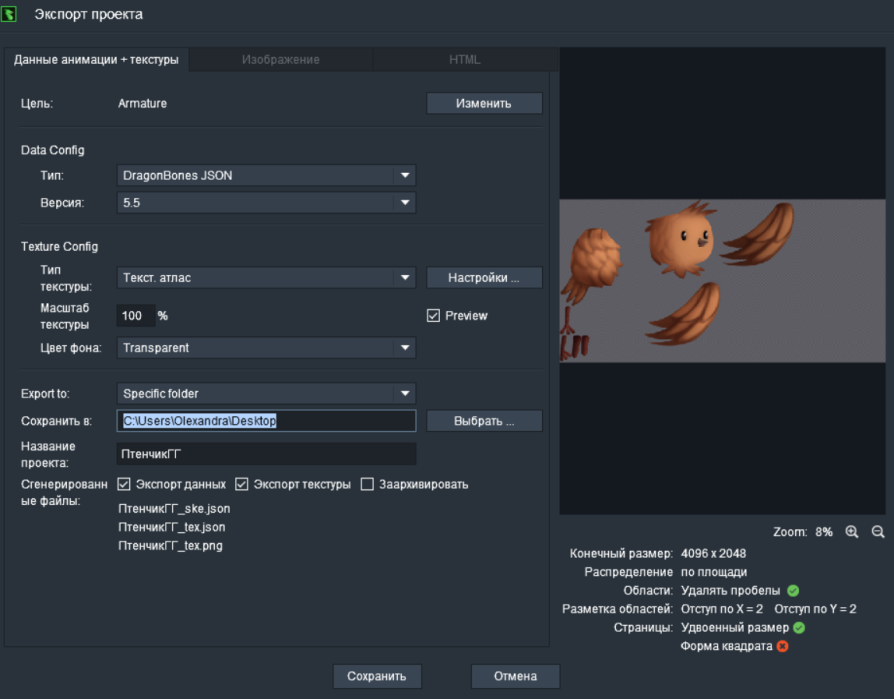 Экспорт проекта
Данные анимации + текстуры Изображение HTML
Цель: Armature Изменить
Data Config
Тип: DragonBones JSON
Версия: 5.5
Texture Config
Тип
текстуры: Текст. атлас Настройки ...
Масштаб
текстуры 100 % Preview
Цвет фона: Transparent
Export to: Specific folder
Сохранить в: C:\Users\Olexandra\Desktop Выбрать ...
Название
проекта: ПтенчикГГ
Сгенерированн
ые файлы: Экспорт данных Экспорт текстуры Заархивировать
ПтенчикГГ_ske.json
ПтенчикГГ_tex.json
ПтенчикГГ_tex.png
Zoom: 8%
Конечный размер: 4096 x 2048
Распределение по площади
Области: Удалять пробелы
Разметка областей: Отступ по X = 2 Отступ по Y = 2
Страницы: Удвоенный размер
Форма квадрата
Сохранить Отмена